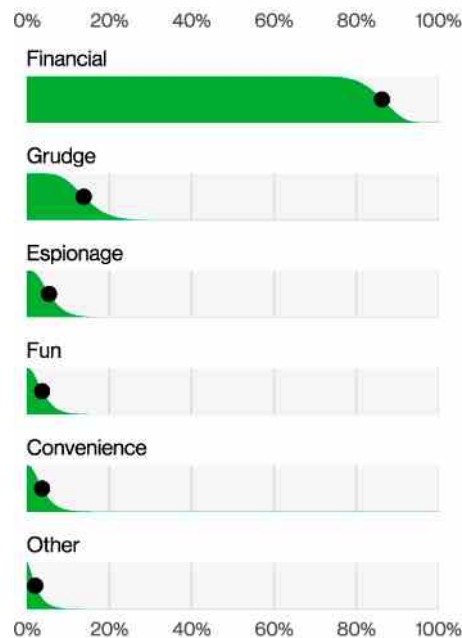 0% 20% 40% 60% 80% 100%
Financial
Grudge
Espionage
Fun
Convenience
Other
0% 20% 40% 60% 80% 100%